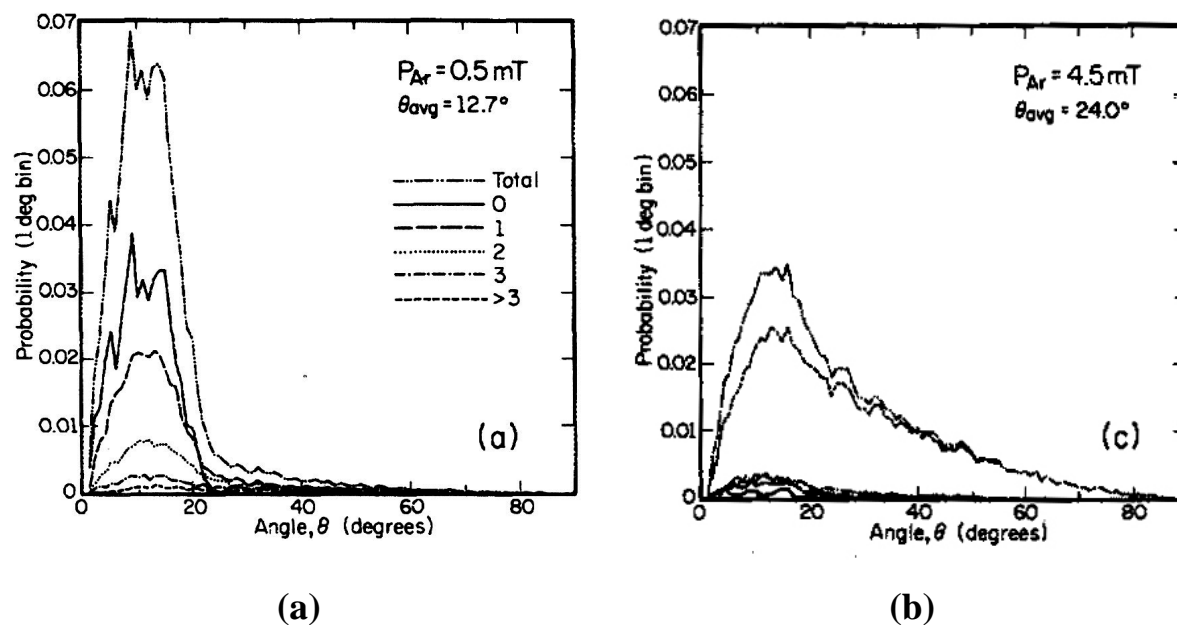 0.07
0.06
0.05
0.04
0.03
0.02
0.01
0
Probability (1 deg bin)
P_Ar = 0.5 mT
θavg = 12.7°
Total
0
1
2
3
>3
(a)
0 20 40 60 80
Angle, θ (degrees)
(a)
0.07
0.06
0.05
0.04
0.03
0.02
0.01
0
Probability (1 deg bin)
P_Ar = 4.5 mT
θavg = 24.0°
(c)
0 20 40 60 80
Angle, θ (degrees)
(b)